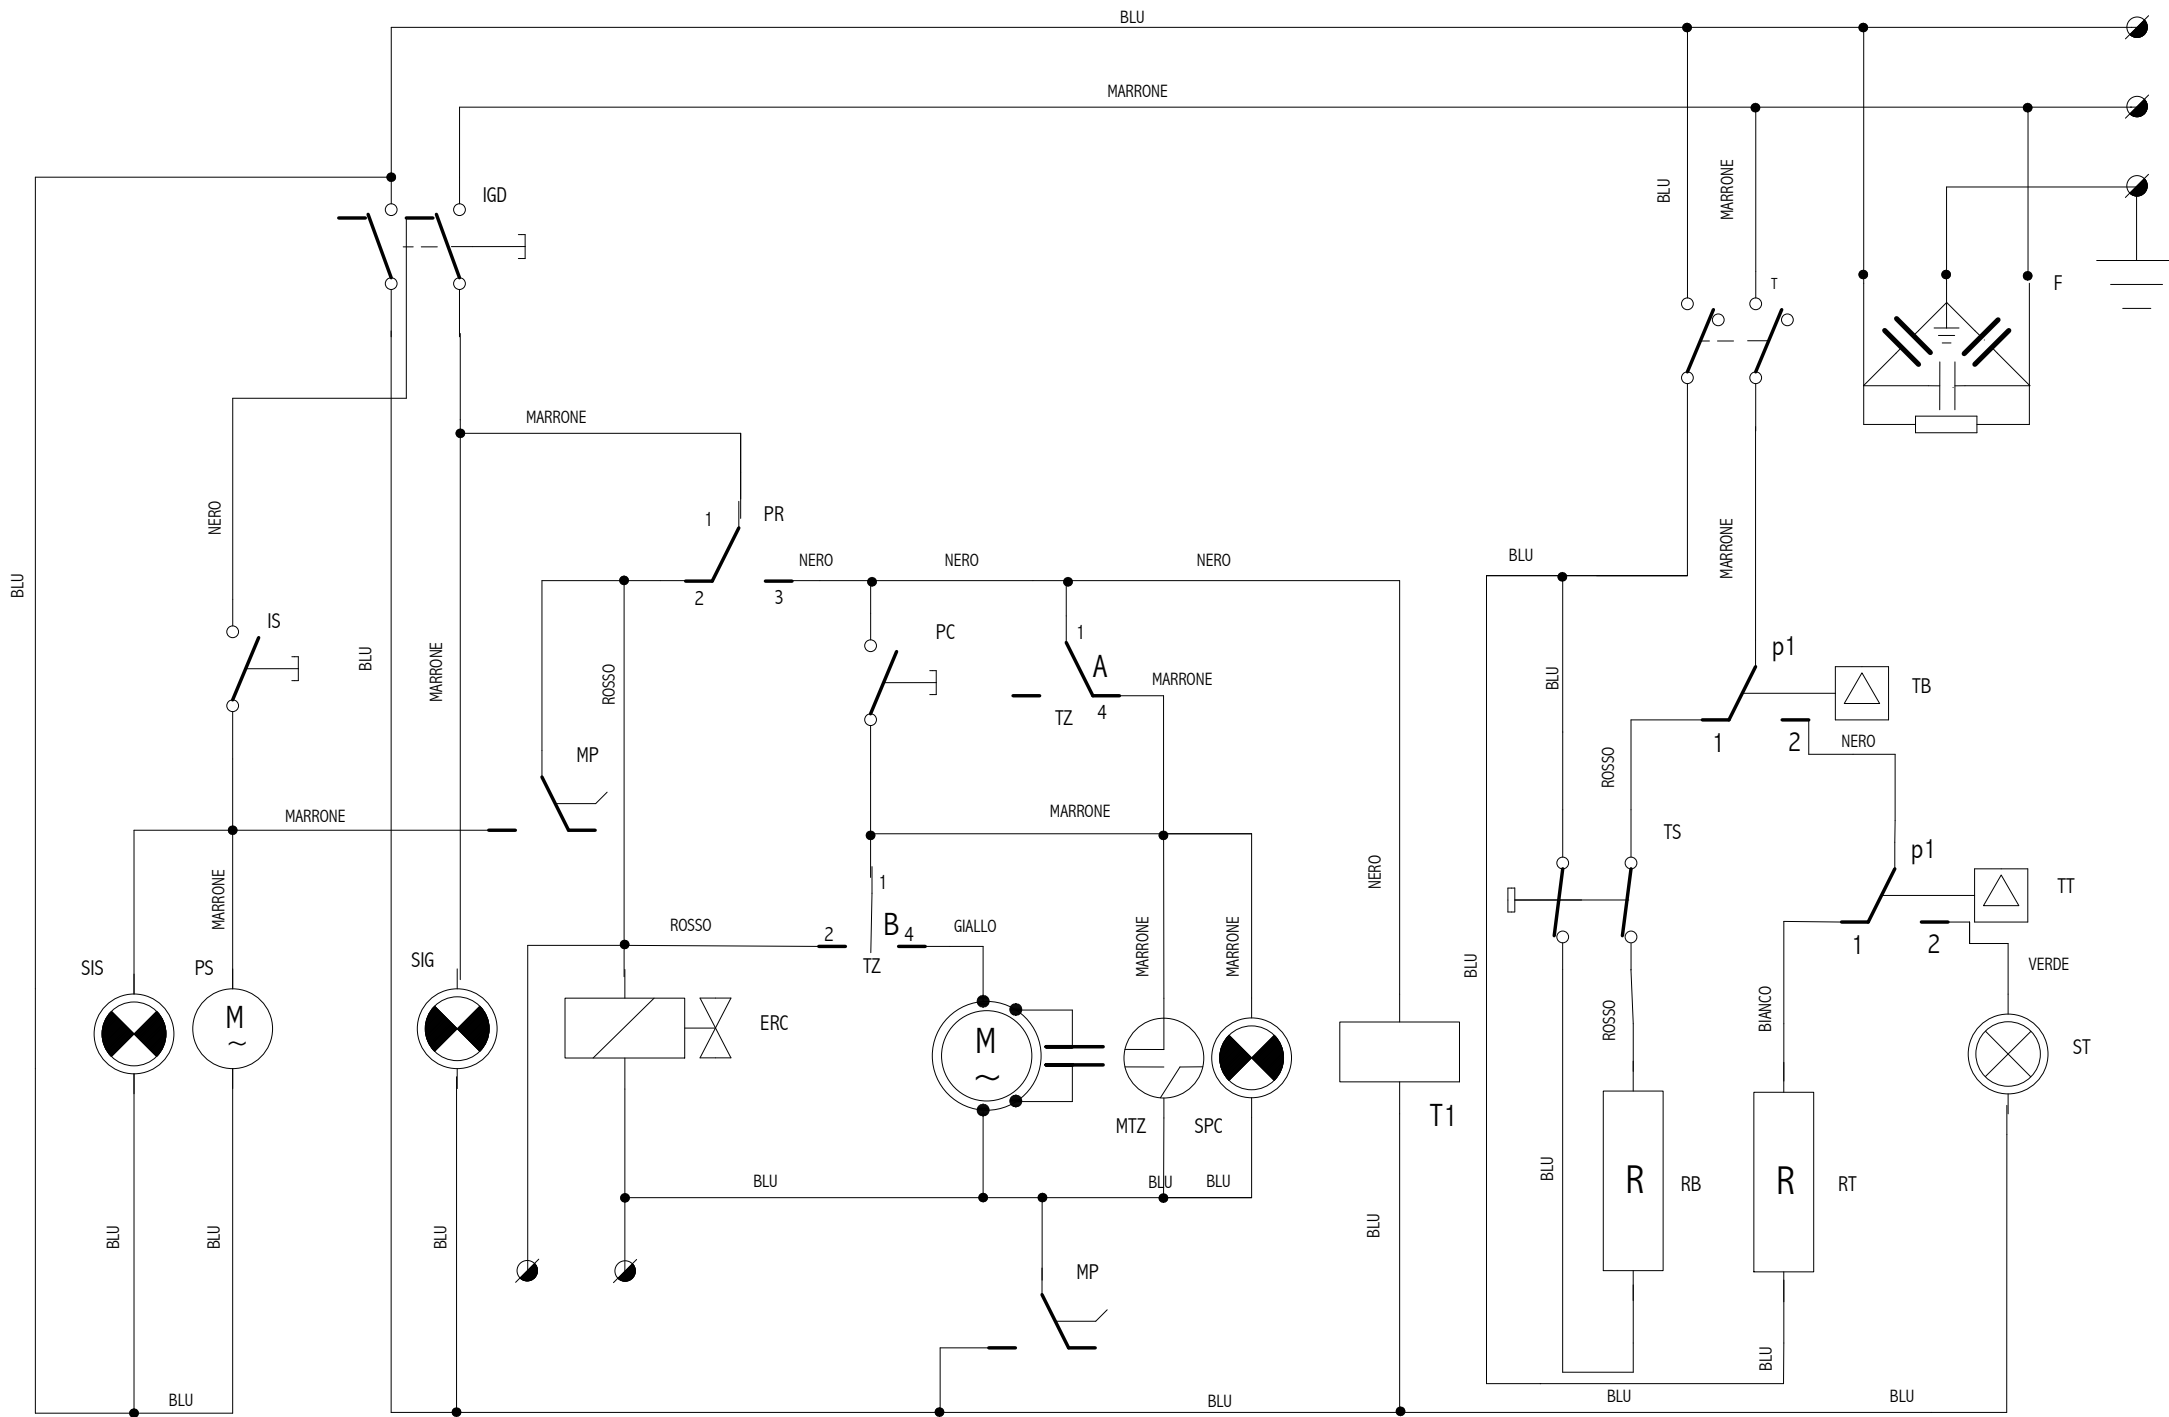 BLU
MARRONE
IGD
BLU
MARRONE
F
T
MARRONE
NERO
1
PR
BLU
NERO
NERO
NERO
BLU
MARRONE
2
3
IS
PC
1
A
p1
BLU
MARRONE
ROSSO
MARRONE
BLU
TB
TZ
4
1
2
NERO
MP
ROSSO
MARRONE
MARRONE
TS
p1
MARRONE
NERO
1
TT
ROSSO
2
B
4
GIALLO
MARRONE
MARRONE
1
2
SIS
PS
SIG
TZ
BLU
VERDE
M
~
ERC
M
~
ROSSO
BIANCO
ST
MTZ
SPC
T1
BLU
BLU
BLU
BLU
R
RB
R
RT
BLU
BLU
BLU
BLU
MP
BLU
BLU
BLU
BLU
BLU